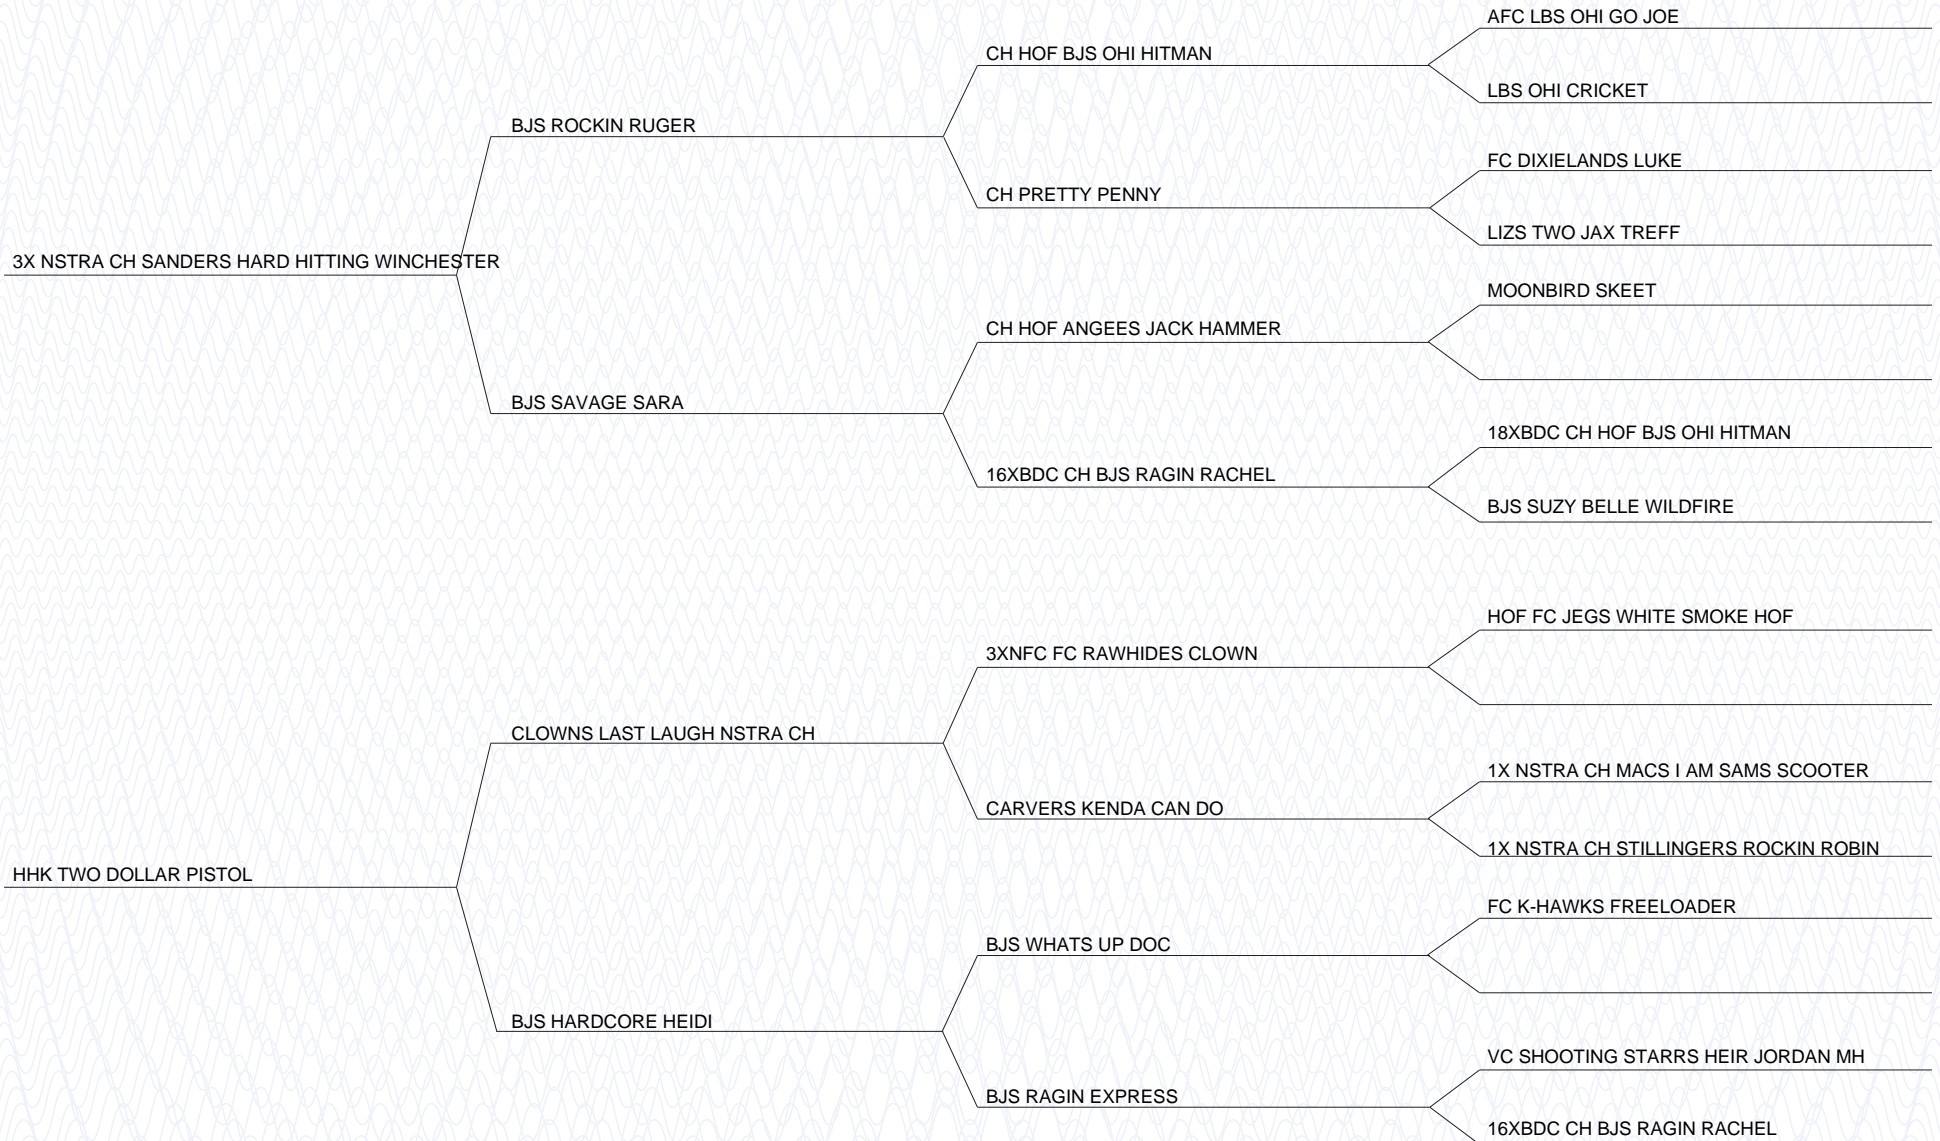 AFC LBS OHI GO JOE
CH HOF BJS OHI HITMAN
LBS OHI CRICKET
BJS ROCKIN RUGER
FC DIXIELANDS LUKE
CH PRETTY PENNY
LIZS TWO JAX TREFF
3X NSTRA CH SANDERS HARD HITTING WINCHESTER
MOONBIRD SKEET
CH HOF ANGEES JACK HAMMER
BJS SAVAGE SARA
18XBDC CH HOF BJS OHI HITMAN
16XBDC CH BJS RAGIN RACHEL
BJS SUZY BELLE WILDFIRE
HOF FC JEGS WHITE SMOKE HOF
3XNFC FC RAWHIDES CLOWN
CLOWNS LAST LAUGH NSTRA CH
1X NSTRA CH MACS I AM SAMS SCOOTER
CARVERS KENDA CAN DO
1X NSTRA CH STILLINGERS ROCKIN ROBIN
HHK TWO DOLLAR PISTOL
FC K-HAWKS FREELOADER
BJS WHATS UP DOC
BJS HARDCORE HEIDI
VC SHOOTING STARRS HEIR JORDAN MH
BJS RAGIN EXPRESS
16XBDC CH BJS RAGIN RACHEL